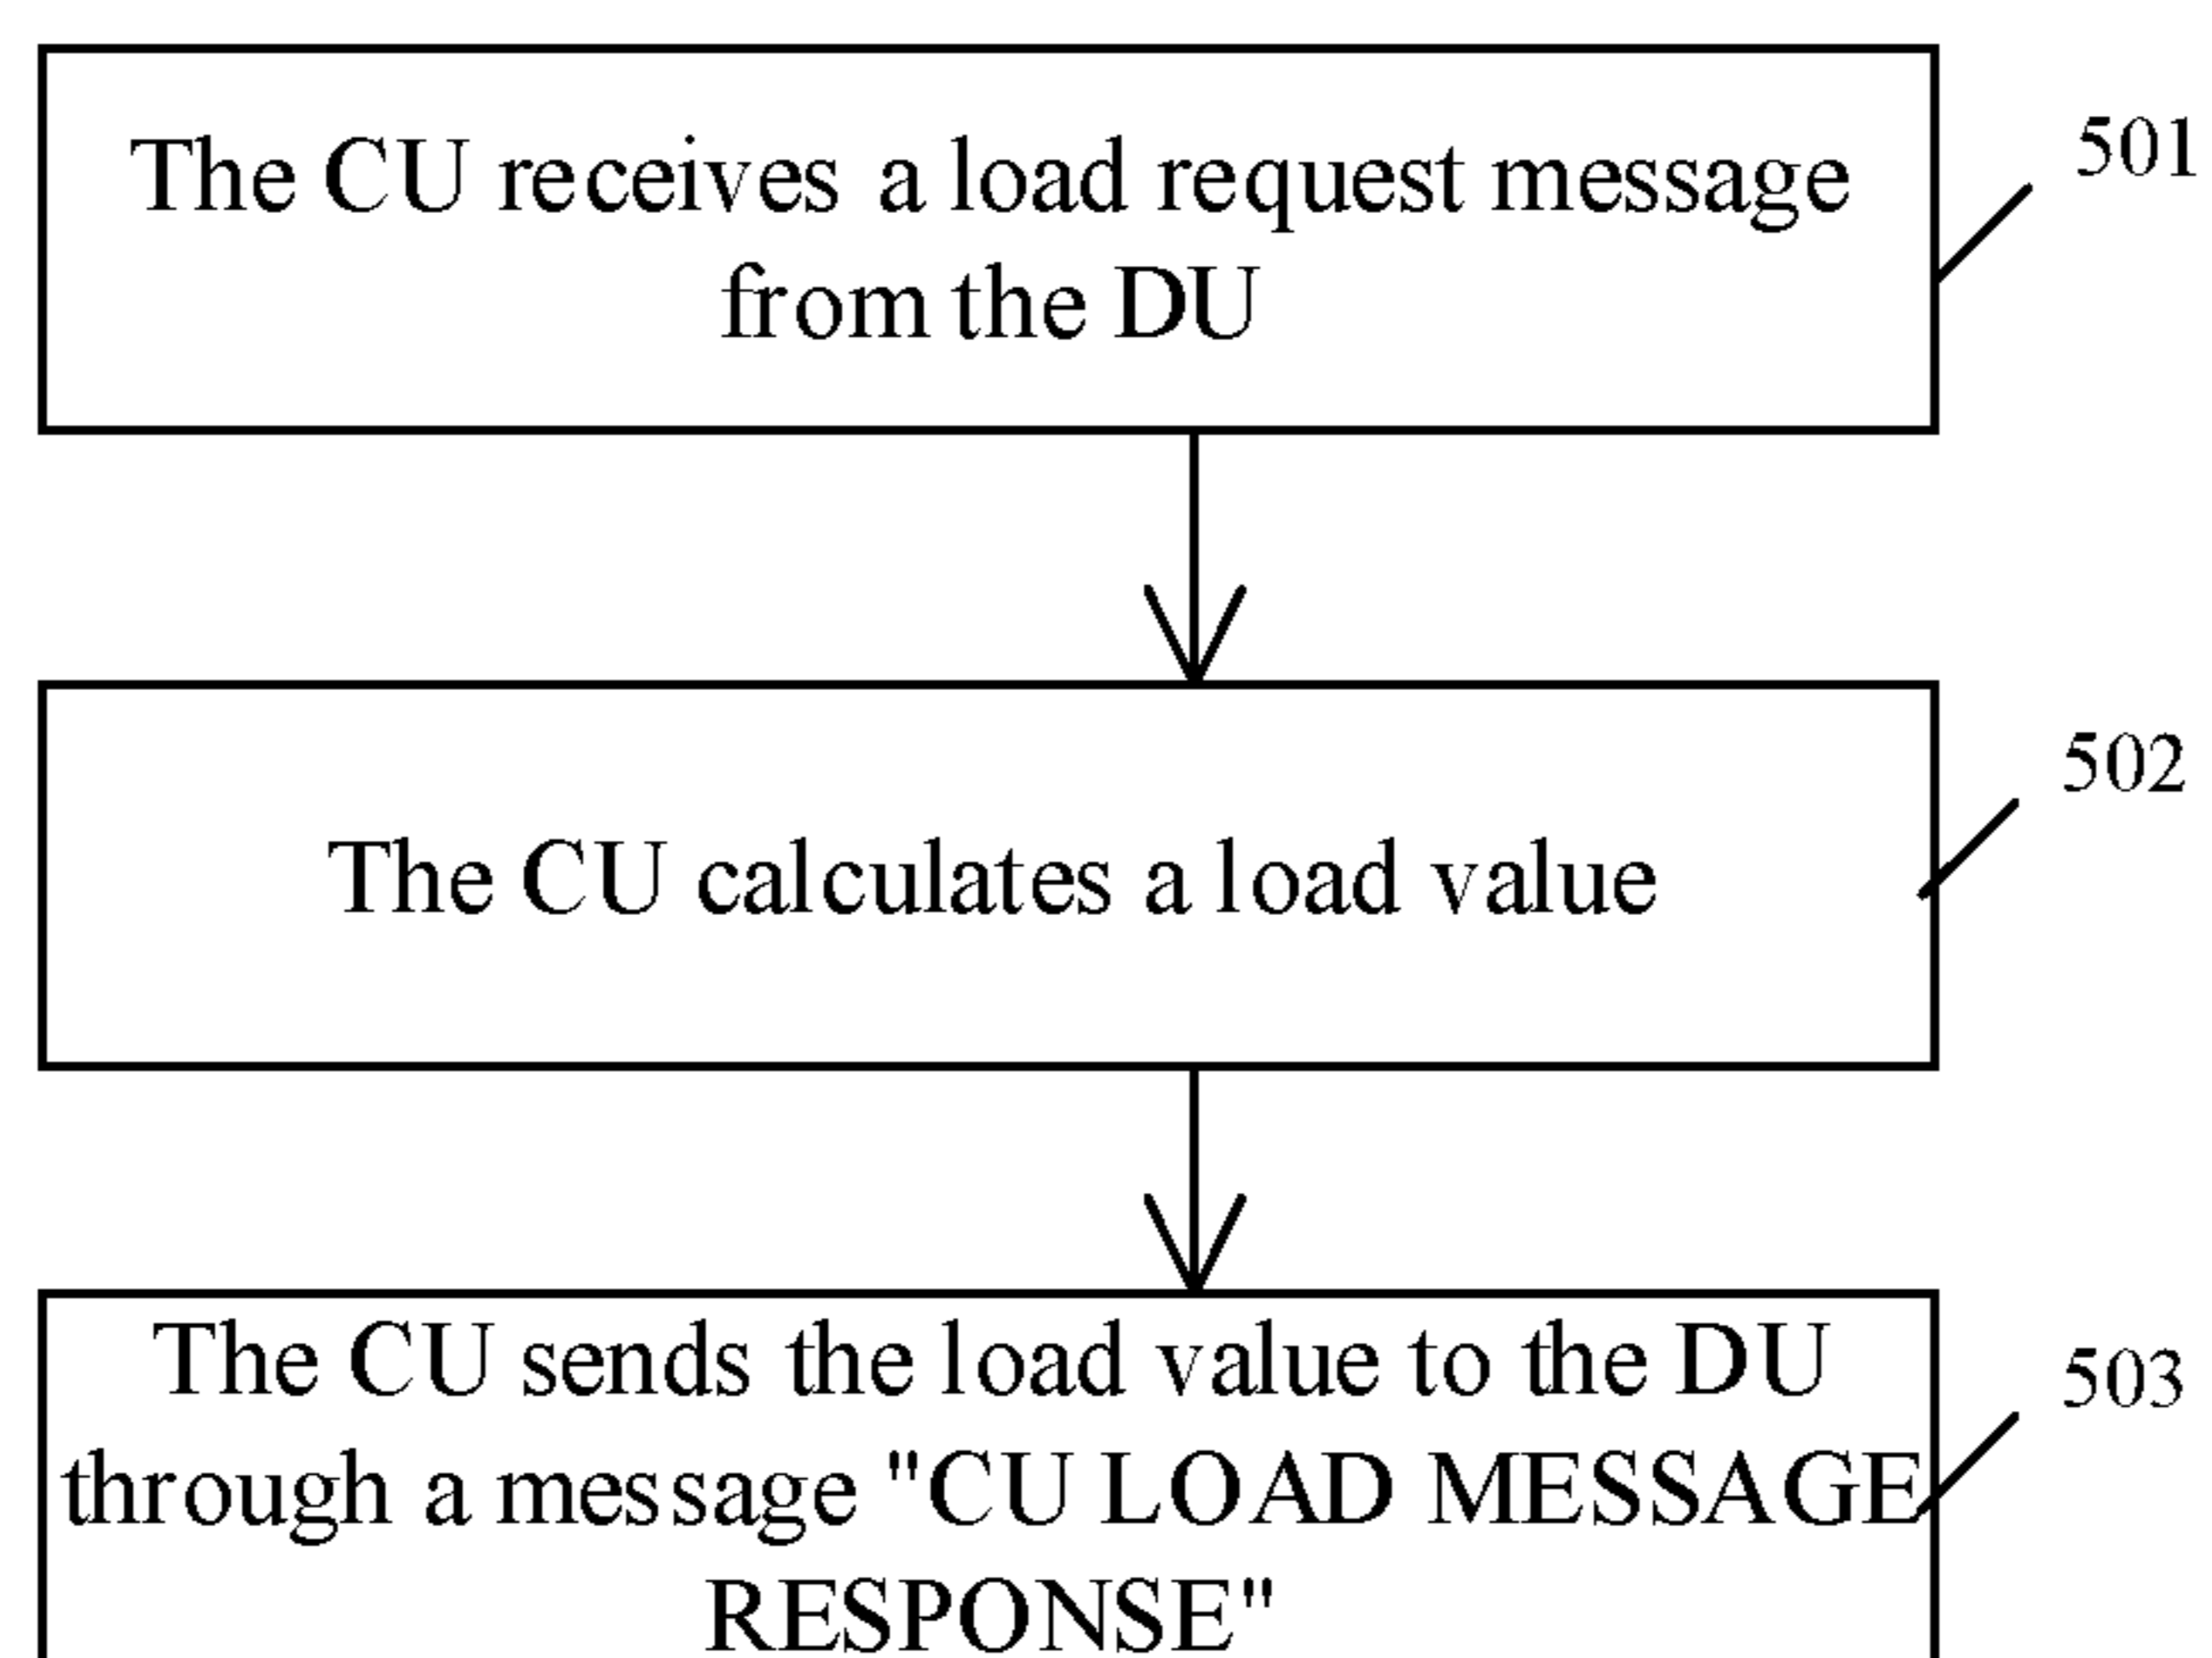 The CU receives a load request message
from the DU
501
The CU calculates a load value
502
The CU sends the load value to the DU
through a message "CU LOAD MESSAGE
RESPONSE"
503